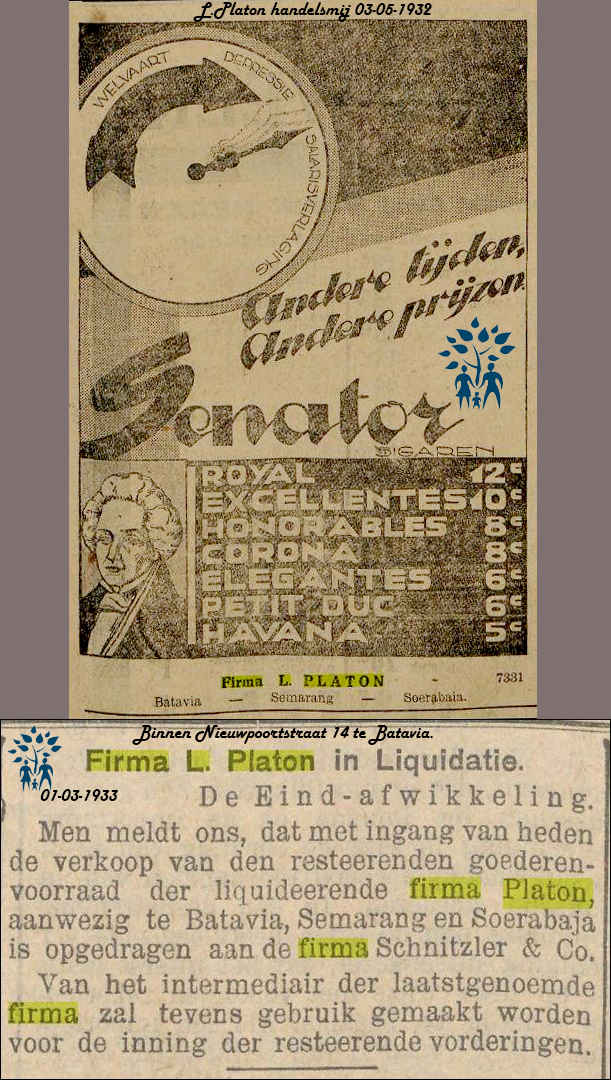 L.Platon handelsmij 03-05-1932
WELVAART
DEPRESSIE
SALARISVERLAGING
Andere tijden,
Andere prijzen
Senator
SIGAREN
ROYAL 12c
EXCELLENTES 10c
HONORABLES 8c
CORONA 8c
ELEGANTES 6c
PETIT DUC 6c
HAVANA 5c
Firma L. PLATON
7331
Batavia — Semarang — Soerabaia.
Binnen Nieuwpoortstraat 14 te Batavia.
Firma L. Platon in Liquidatie.
01-03-1933
De Eind-afwikkeling.
Men meldt ons, dat met ingang van heden
de verkoop van den resteerenden goederen-
voorraad der liquideerende firma Platon,
aanwezig te Batavia, Semarang en Soerabaja
is opgedragen aan de firma Schnitzler & Co.
Van het intermediair der laatstgenoemde
firma zal tevens gebruik gemaakt worden
voor de inning der resteerende vorderingen.